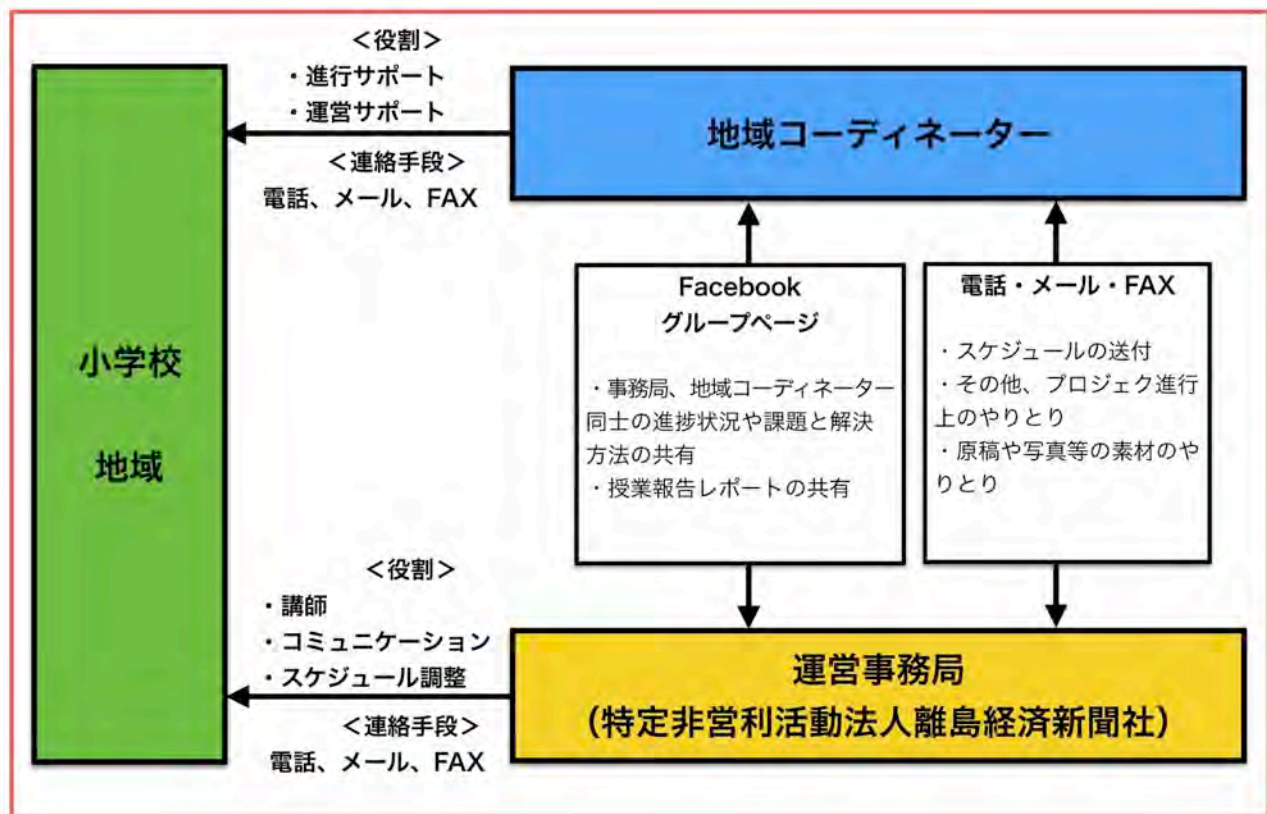 ＜役割＞
・進行サポート
・運営サポート
＜連絡手段＞
電話、メール、FAX
地域コーディネーター
小学校
地域
Facebook
グループページ
・事務局、地域コーディネーター
同士の進捗状況や課題と解決
方法の共有
・授業報告レポートの共有
電話・メール・FAX
・スケジュールの送付
・その他、プロジェク進行
上のやりとり
・原稿や写真等の素材のや
りとり
＜役割＞
・講師
・コミュニケーション
・スケジュール調整
＜連絡手段＞
電話、メール、FAX
運営事務局
（特定非営利活動法人離島経済新聞社）